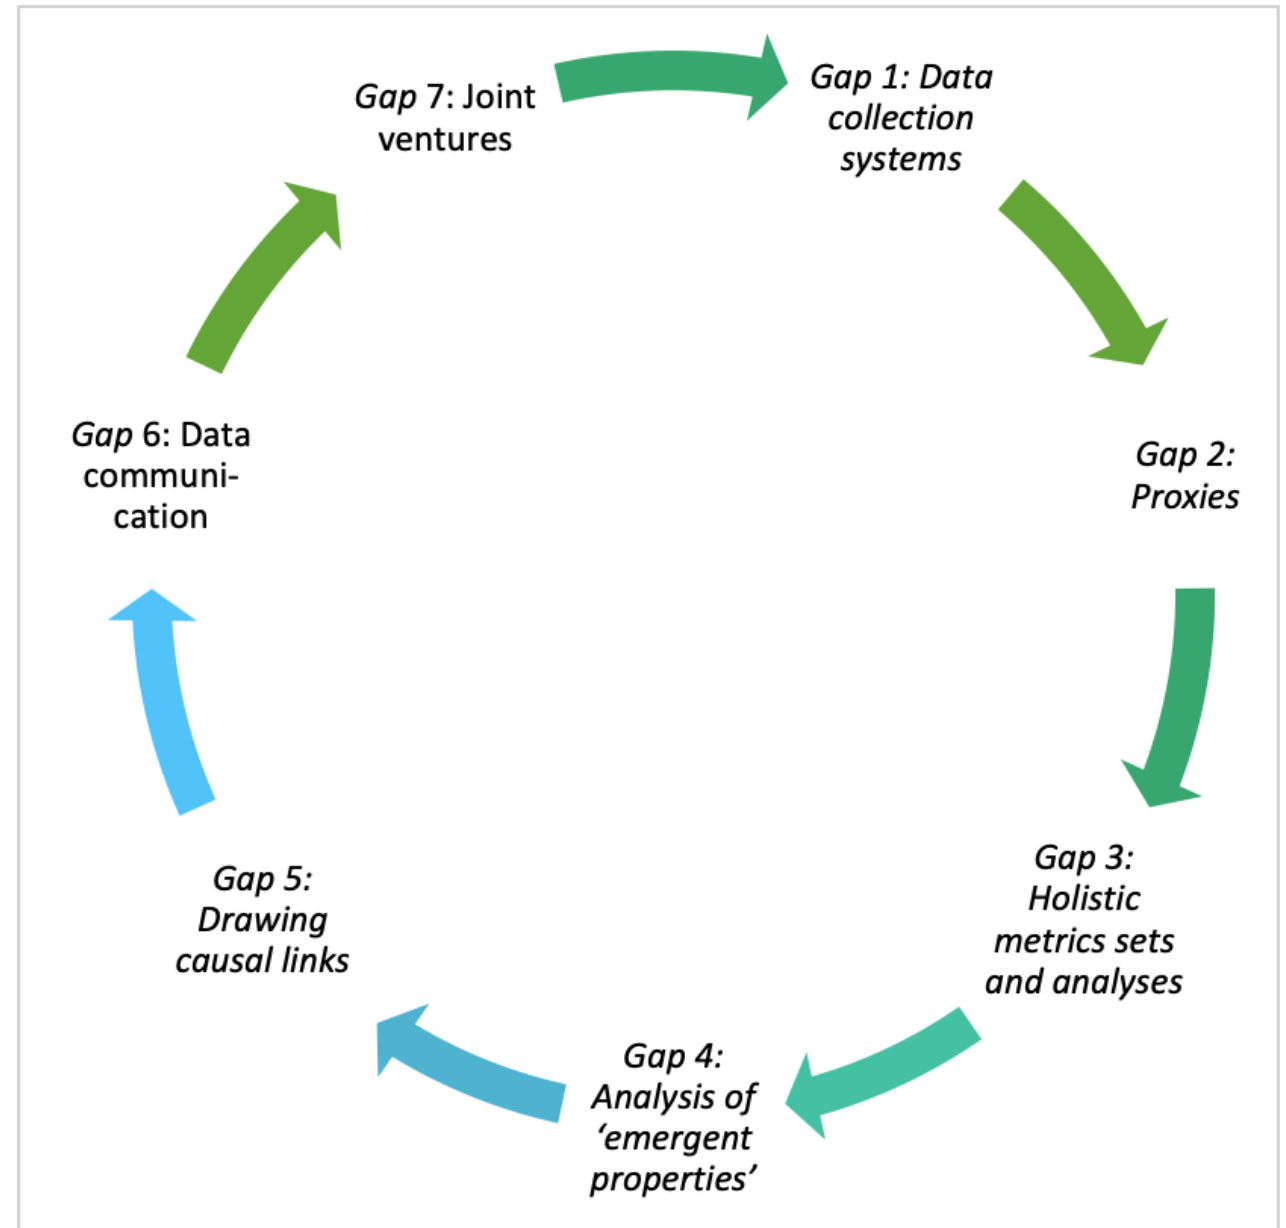 Gap 1: Data
collection
systems
Gap 2:
Proxies
Gap 3:
Holistic
metrics sets
and analyses
Gap 4:
Analysis of
‘emergent
properties’
Gap 5:
Drawing
causal links
Gap 6: Data
communi-
cation
Gap 7: Joint
ventures